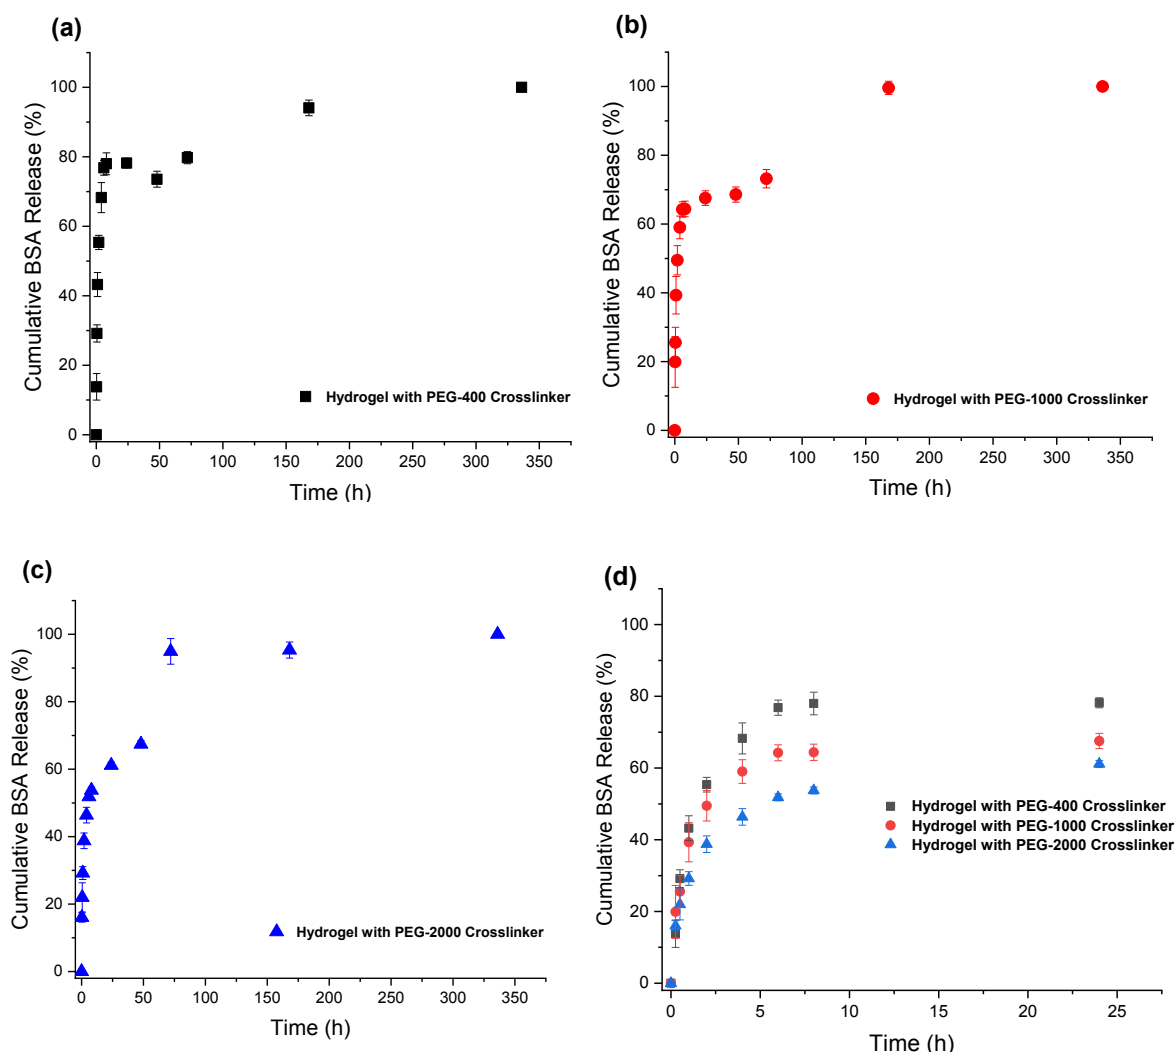 (a)
Cumulative BSA Release (%)
100
80
60
40
20
0
0 50 100 150 200 250 300 350
Time (h)
Hydrogel with PEG-400 Crosslinker
(b)
Cumulative BSA Release (%)
100
80
60
40
20
0
0 50 100 150 200 250 300 350
Time (h)
Hydrogel with PEG-1000 Crosslinker
(c)
Cumulative BSA Release (%)
100
80
60
40
20
0
0 50 100 150 200 250 300 350
Time (h)
Hydrogel with PEG-2000 Crosslinker
(d)
Cumulative BSA Release (%)
100
80
60
40
20
0
0 5 10 15 20 25
Time (h)
Hydrogel with PEG-400 Crosslinker
Hydrogel with PEG-1000 Crosslinker
Hydrogel with PEG-2000 Crosslinker